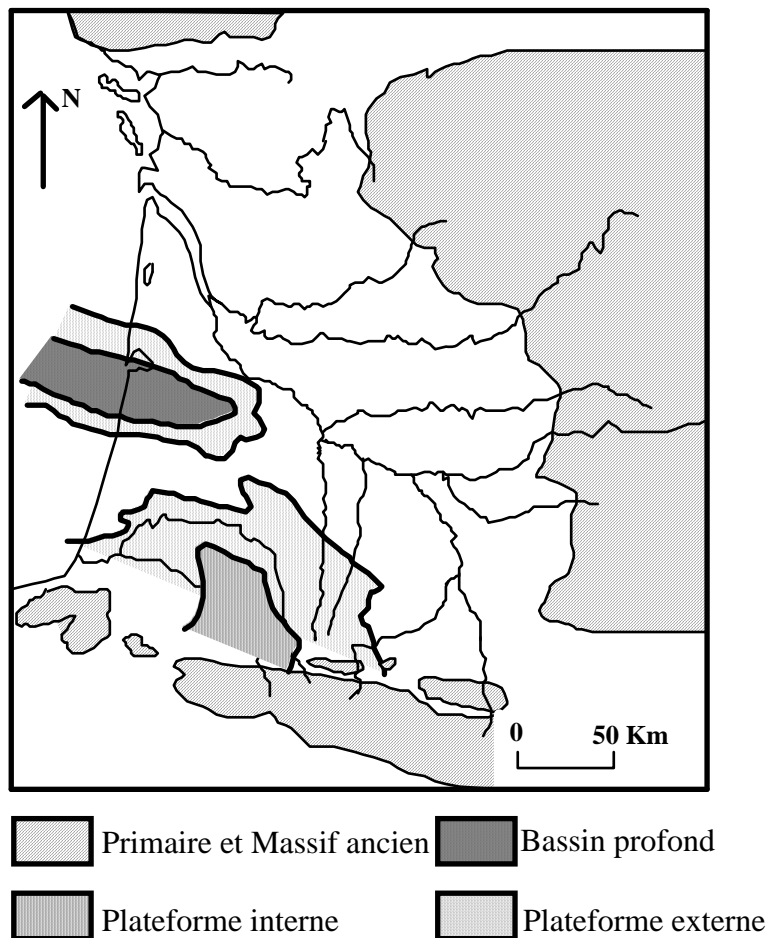 N
0 50 Km
Primaire et Massif ancien
Bassin profond
Plateforme interne
Plateforme externe